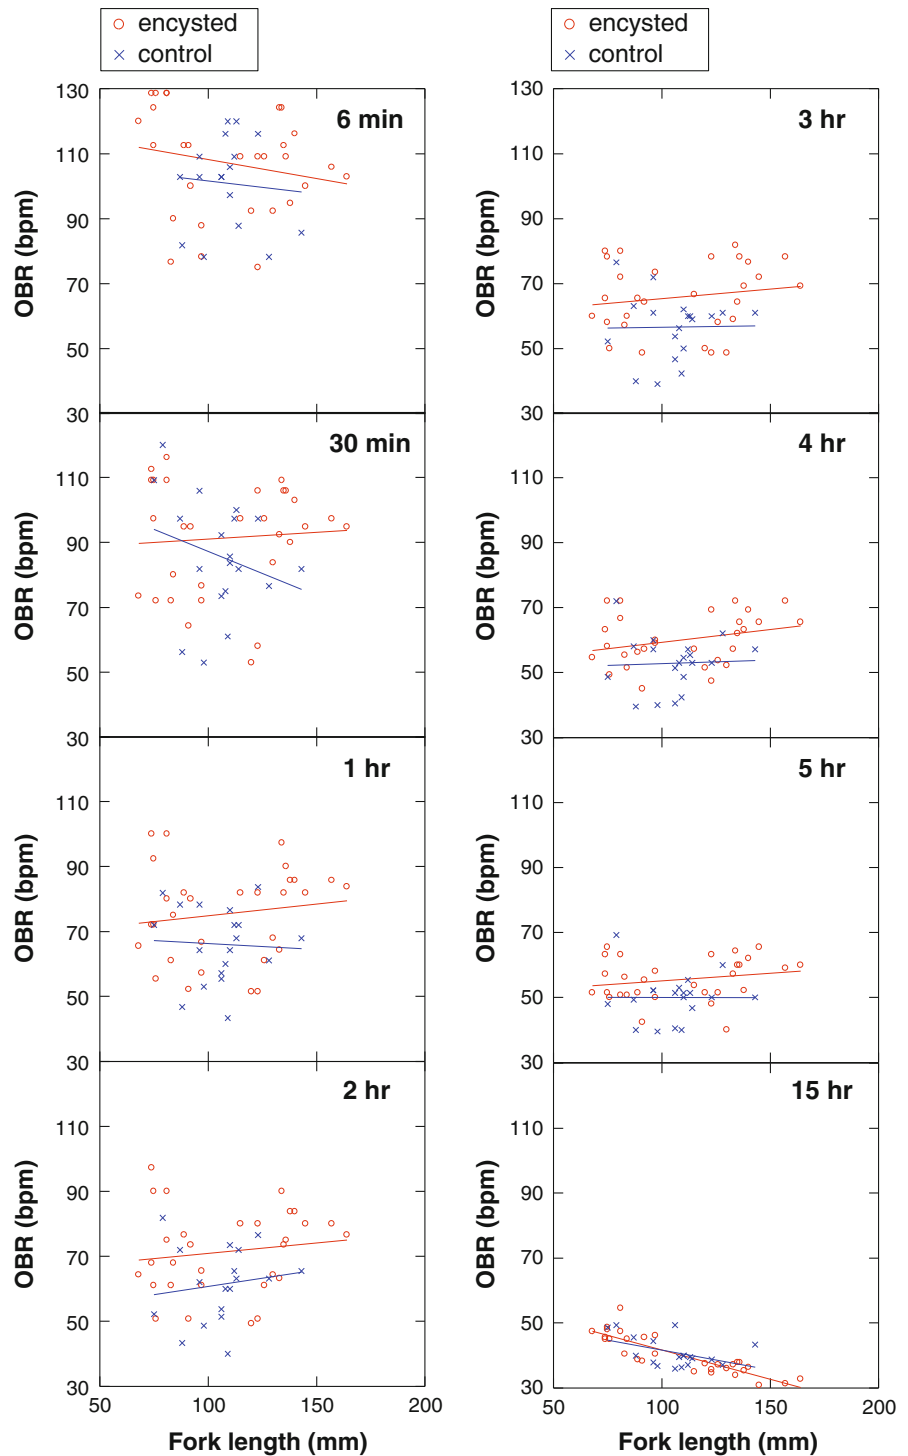 encysted
control
encysted
control
130
110
90
70
50
30
OBR (bpm)
6 min
110
90
70
50
30
OBR (bpm)
30 min
110
90
70
50
30
OBR (bpm)
1 hr
110
90
70
50
30
OBR (bpm)
2 hr
50
100
150
200
Fork length (mm)
130
110
90
70
50
30
OBR (bpm)
3 hr
110
90
70
50
30
OBR (bpm)
4 hr
110
90
70
50
30
OBR (bpm)
5 hr
110
90
70
50
30
OBR (bpm)
15 hr
50
100
150
200
Fork length (mm)